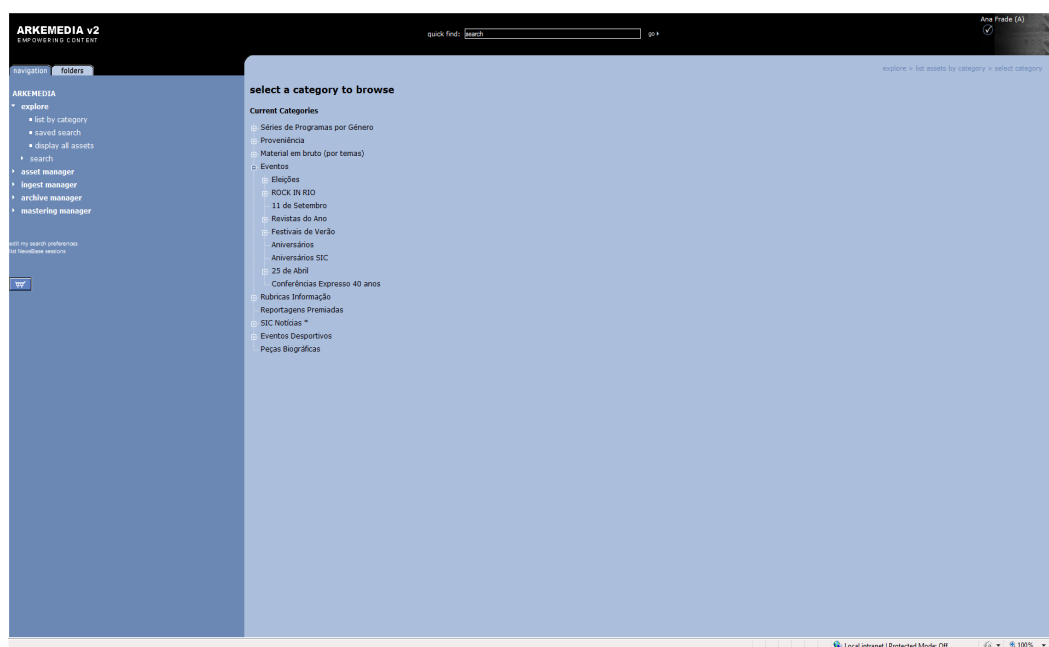 ARKEMEDIA v2
EMPOWERING CONTENT
quick find: search go
Ana Frade (A)
navigation folders
explore > list assets by category > select category
ARKEMEDIA
explore
list by category
saved search
display all assets
search
asset manager
ingest manager
archive manager
mastering manager
edit my search preferences
list NewsBase sessions
select a category to browse
Current Categories
Séries de Programas por Género
Proveniência
Material em bruto (por temas)
Eventos
Eleições
ROCK IN RIO
11 de Setembro
Revistas do Ano
Festivais de Verão
Aniversários
Aniversários SIC
25 de Abril
Conferências Expresso 40 anos
Rubricas Informação
Reportagens Premiadas
SIC Notícias *
Eventos Desportivos
Peças Biográficas
Local intranet | Protected Mode: Off 100%